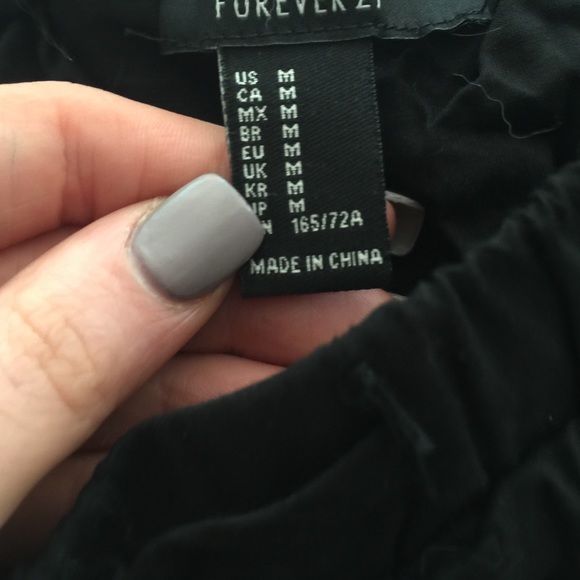 FOREVER 21
US M
CA M
MX M
BR M
EU M
UK M
KR M
JP M
N 165/72A
MADE IN CHINA